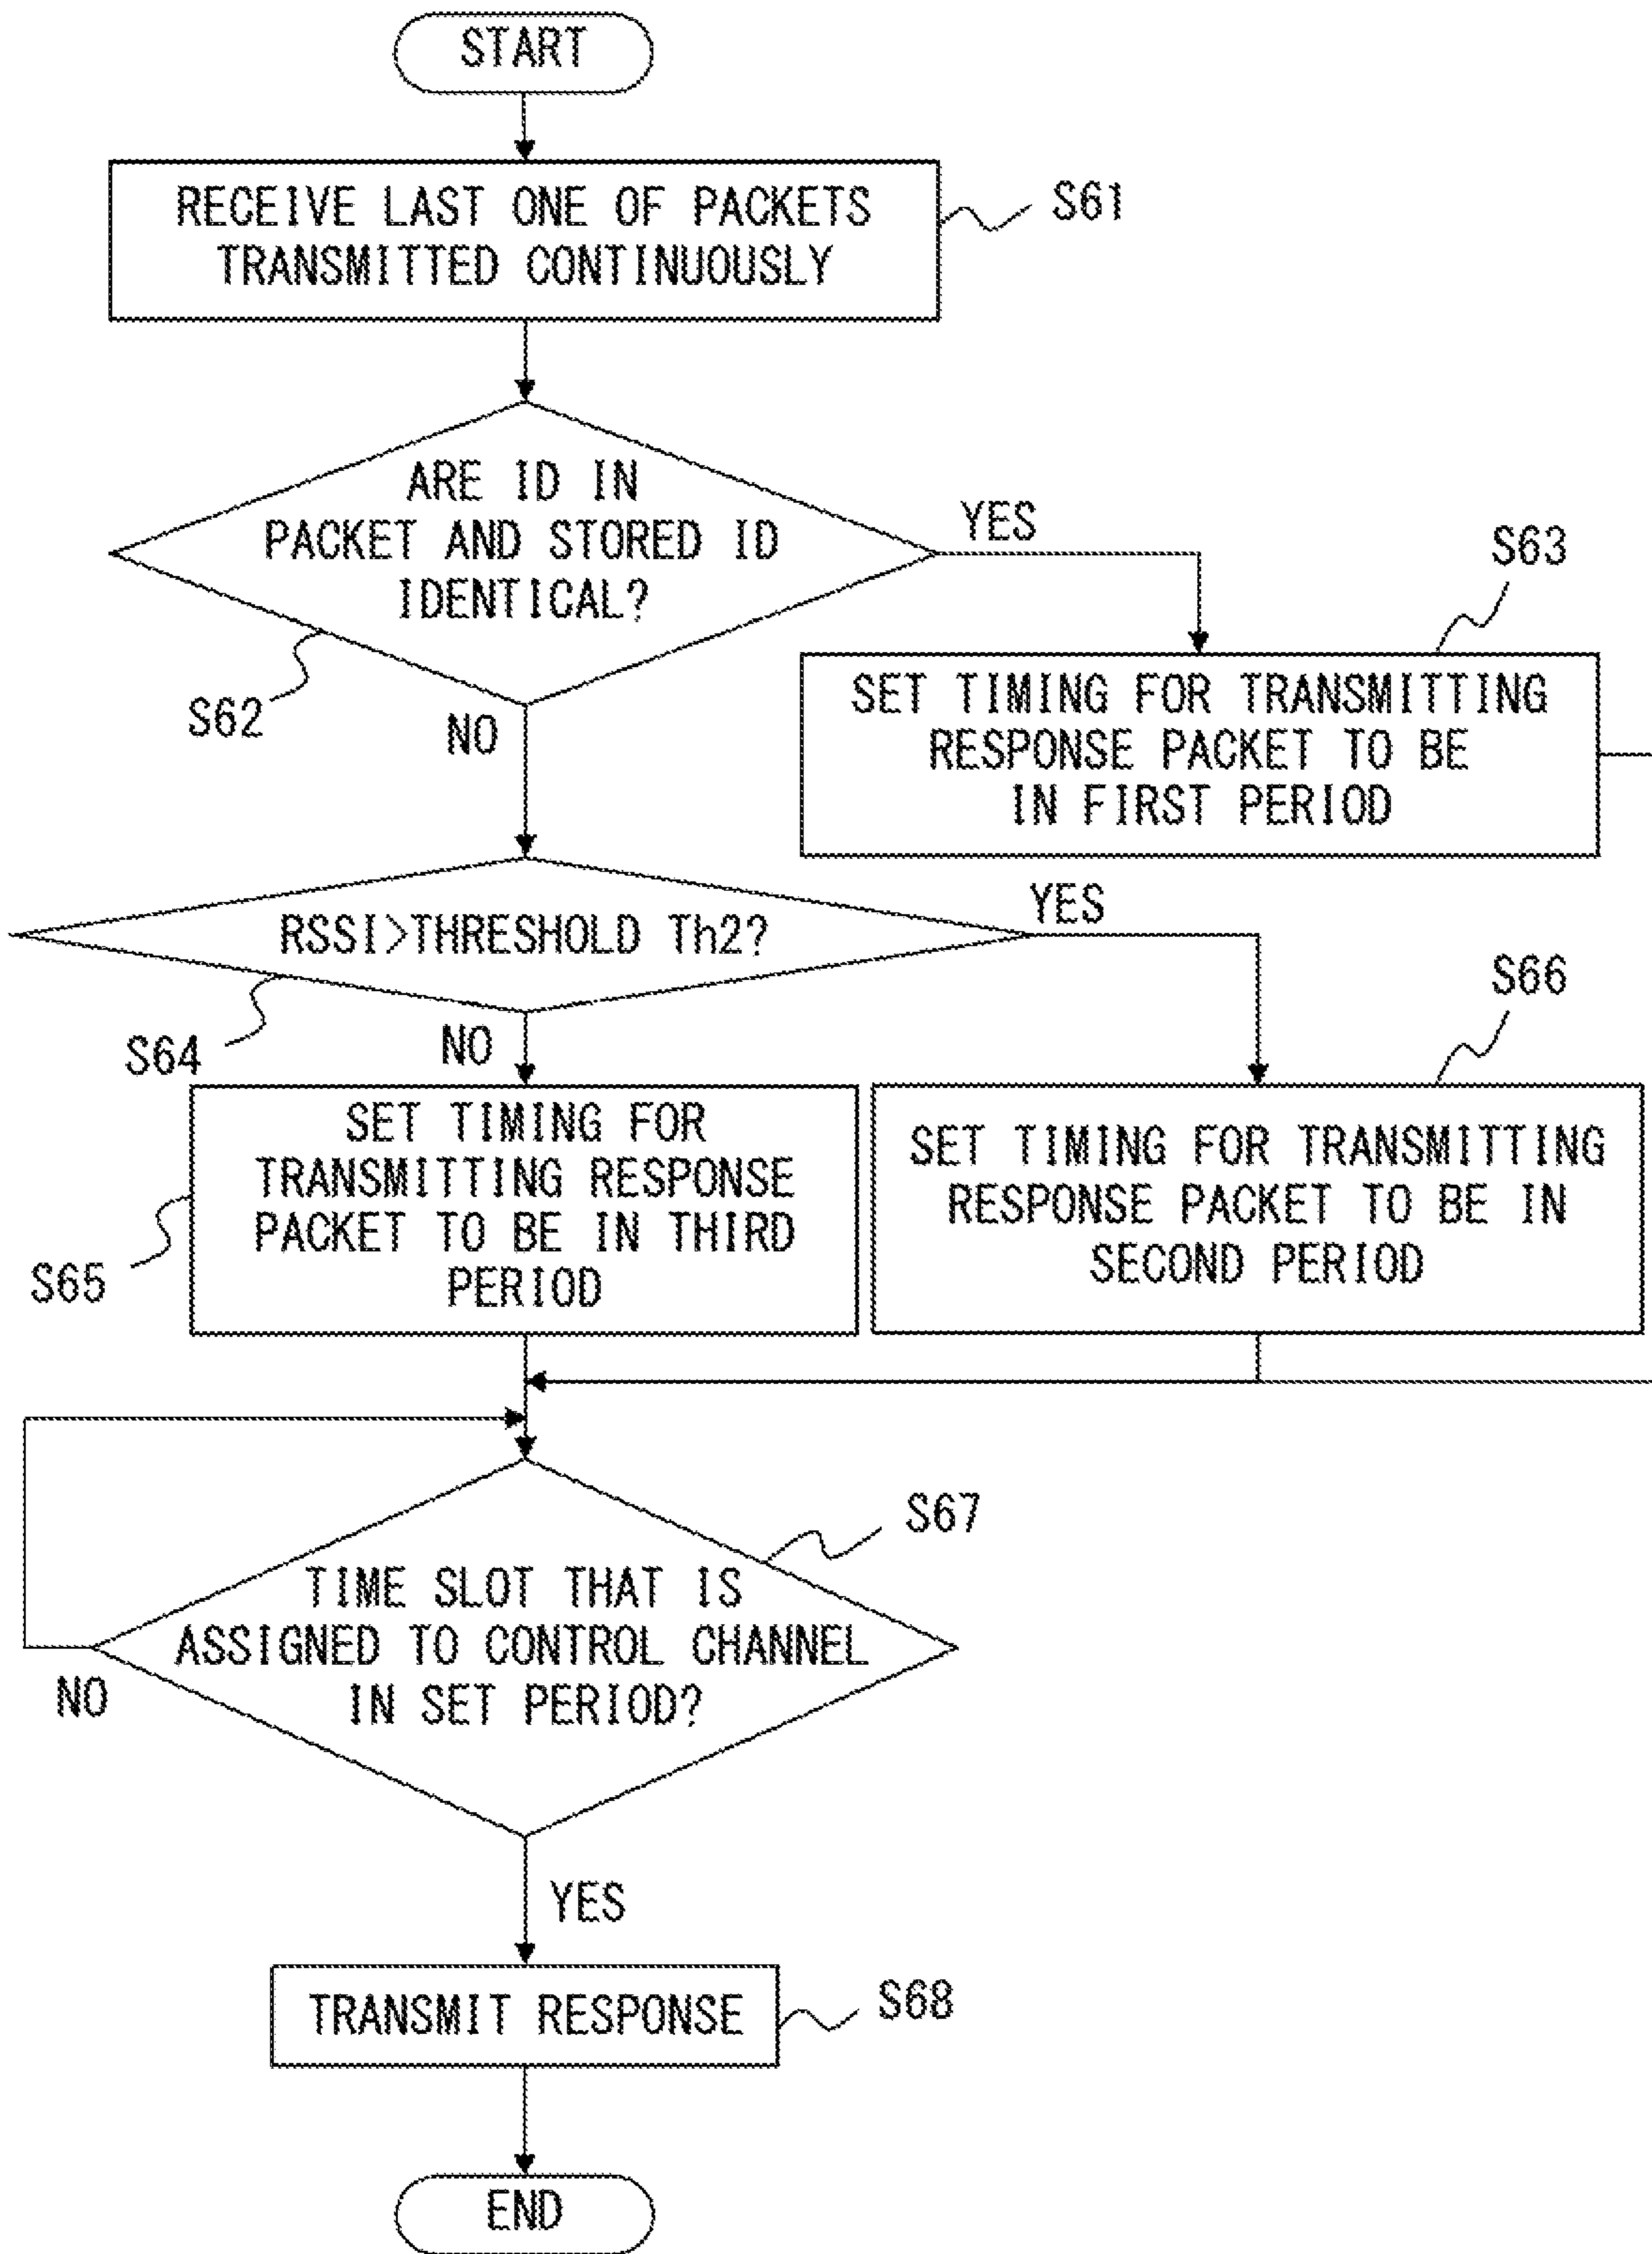 START
RECEIVE LAST ONE OF PACKETS
TRANSMITTED CONTINUOUSLY
S61
ARE ID IN
PACKET AND STORED ID
IDENTICAL?
YES
S62
NO
S63
SET TIMING FOR TRANSMITTING
RESPONSE PACKET TO BE
IN FIRST PERIOD
RSSI>THRESHOLD Th2?
YES
S64
NO
S66
SET TIMING FOR
TRANSMITTING RESPONSE
PACKET TO BE IN THIRD
PERIOD
S65
SET TIMING FOR TRANSMITTING
RESPONSE PACKET TO BE IN
SECOND PERIOD
S67
TIME SLOT THAT IS
ASSIGNED TO CONTROL CHANNEL
IN SET PERIOD?
NO
YES
TRANSMIT RESPONSE
S68
END